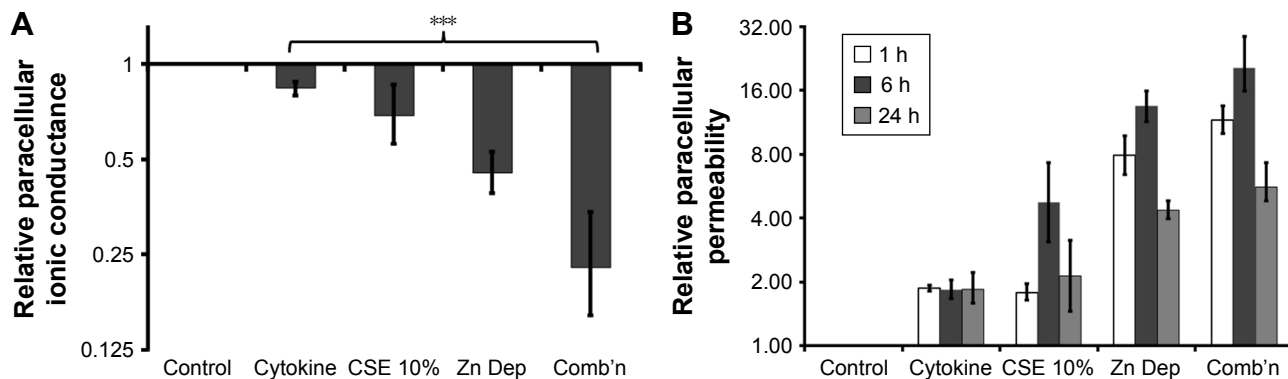 A
Relative paracellular
ionic conductance
1
0.5
0.25
0.125
***
Control
Cytokine
CSE 10%
Zn Dep
Comb'n
B
Relative paracellular
permeability
32.00
16.00
8.00
4.00
2.00
1.00
1 h
6 h
24 h
Control
Cytokine
CSE 10%
Zn Dep
Comb'n